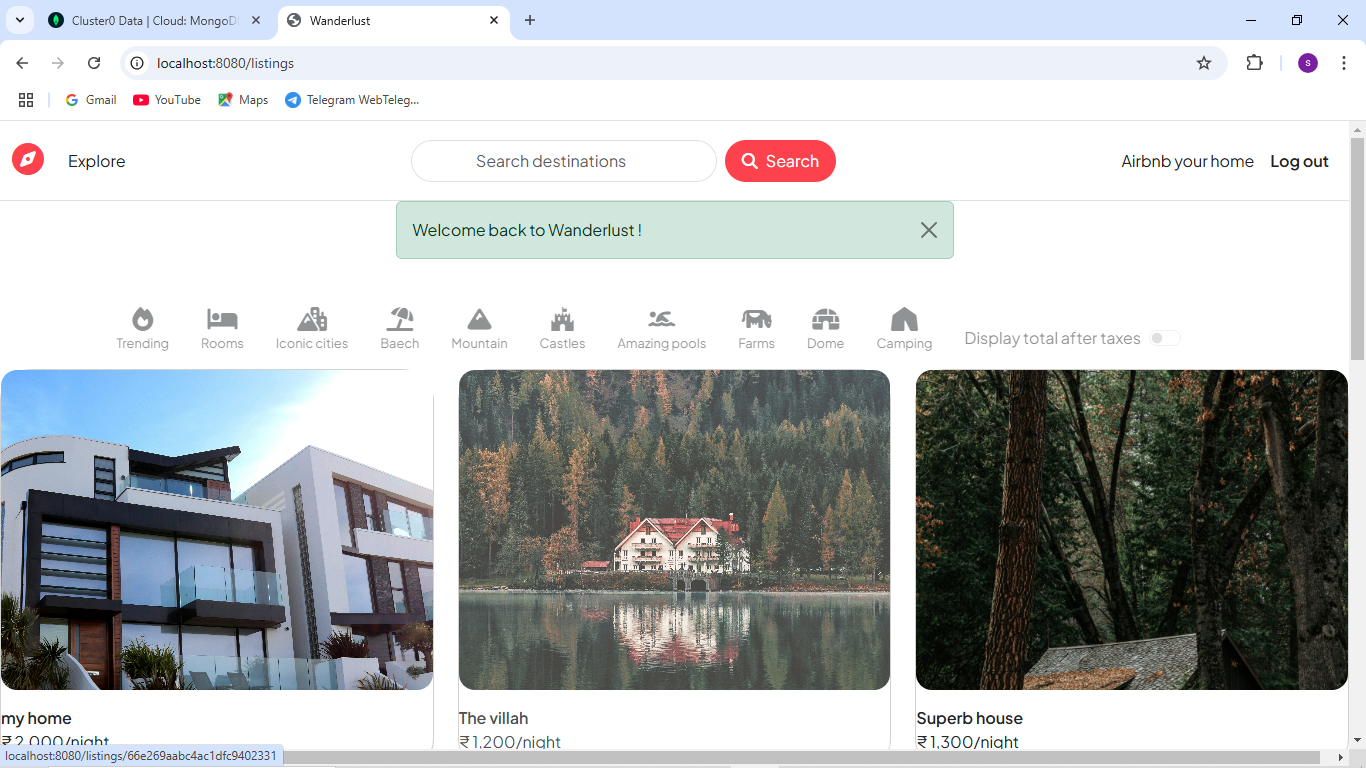 Cluster0 Data | Cloud: MongoD
Wanderlust
localhost:8080/listings
s
Gmail
YouTube
Maps
Telegram WebTeleg...
Explore
Search destinations
Search
Airbnb your home
Log out
Welcome back to Wanderlust !
Trending
Rooms
Iconic cities
Baech
Mountain
Castles
Amazing pools
Farms
Dome
Camping
Display total after taxes
my home
The villah
Superb house
₹ 2,000/night
₹ 1,200/night
₹ 1,300/night
localhost:8080/listings/66e269aabc4ac1dfc9402331